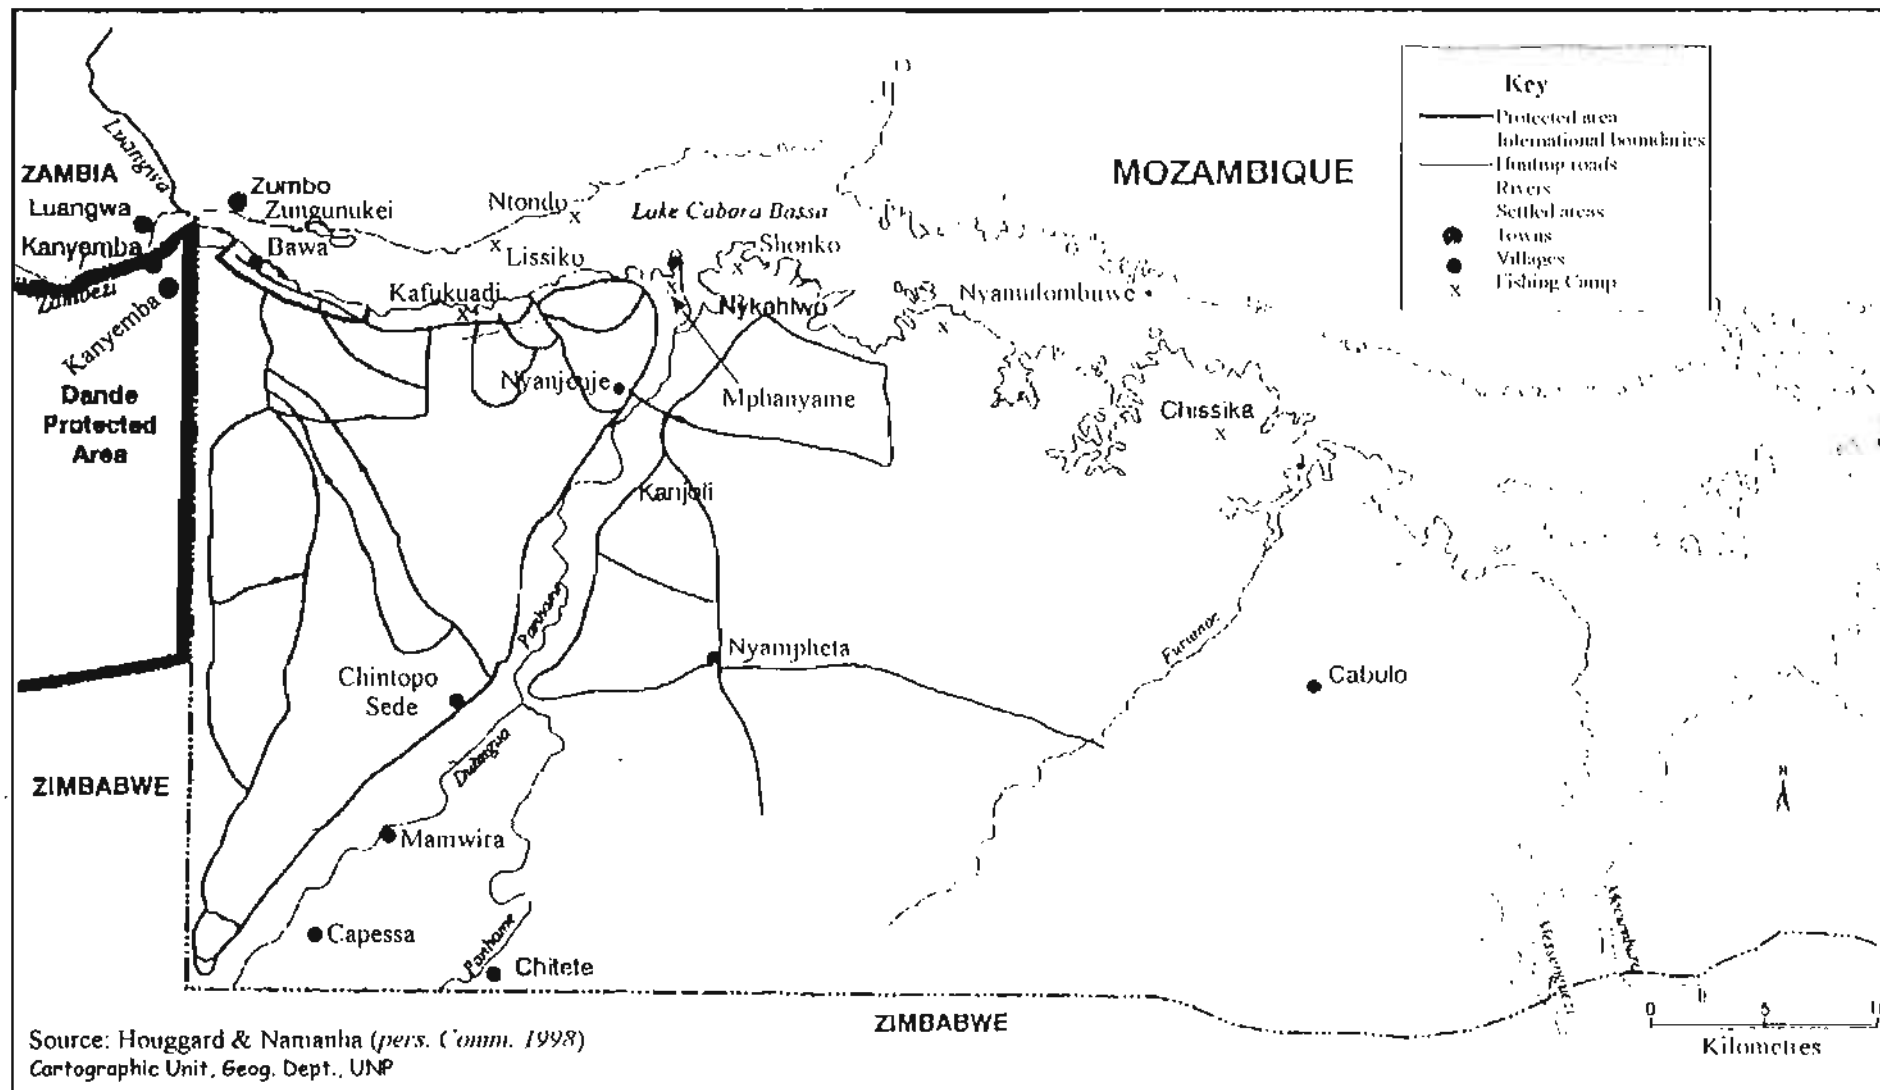 Key
Protected area
International boundaries
Hunting roads
Rivers
Settled areas
Towns
Villages
Fishing Camp
MOZAMBIQUE
ZAMBIA
Luangwa
Luangwa
Zumbo
Zungunukei
Kanyemba
Bawa
Zambezi
Kanyemba
Ntondo
Lissiko
Lake Cabora Bassa
Shonko
Kafukuadi
Nykahlwo
Nyanjonje
Mphanyame
Chissika
Dande
Protected
Area
Kanjoli
Panhame
Nyampheta
Furumor
Cabulo
Chintopo
Sede
ZIMBABWE
Mamwira
Capessa
Panhame
Chitete
N
ZIMBABWE
0 5
Kilometres
Source: Houggard & Namanha (pers. Comm. 1998)
Cartographic Unit, Geog. Dept., UNP